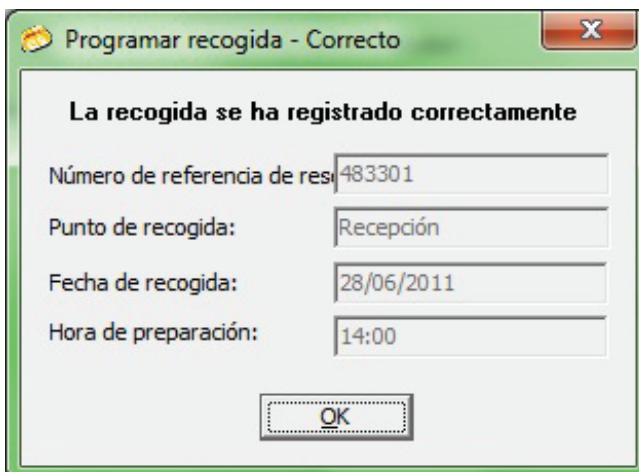 Programar recogida - Correcto
La recogida se ha registrado correctamente
Número de referencia de res 483301
Punto de recogida: Recepción
Fecha de recogida: 28/06/2011
Hora de preparación: 14:00
OK